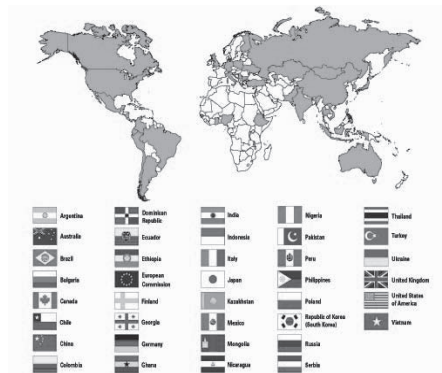 Argentina
Australia
Brazil
Bulgaria
Canada
Chile
China
Colombia
Dominican
Republic
Ecuador
Ethiopia
European
Commission
Finland
Georgia
Germany
Ghana
India
Indonesia
Italy
Japan
Kazakhstan
Mexico
Mongolia
Nicaragua
Nigeria
Pakistan
Peru
Philippines
Poland
Republic of Korea
(South Korea)
Russia
Serbia
Thailand
Turkey
Ukraine
United Kingdom
United States
of America
Vietnam